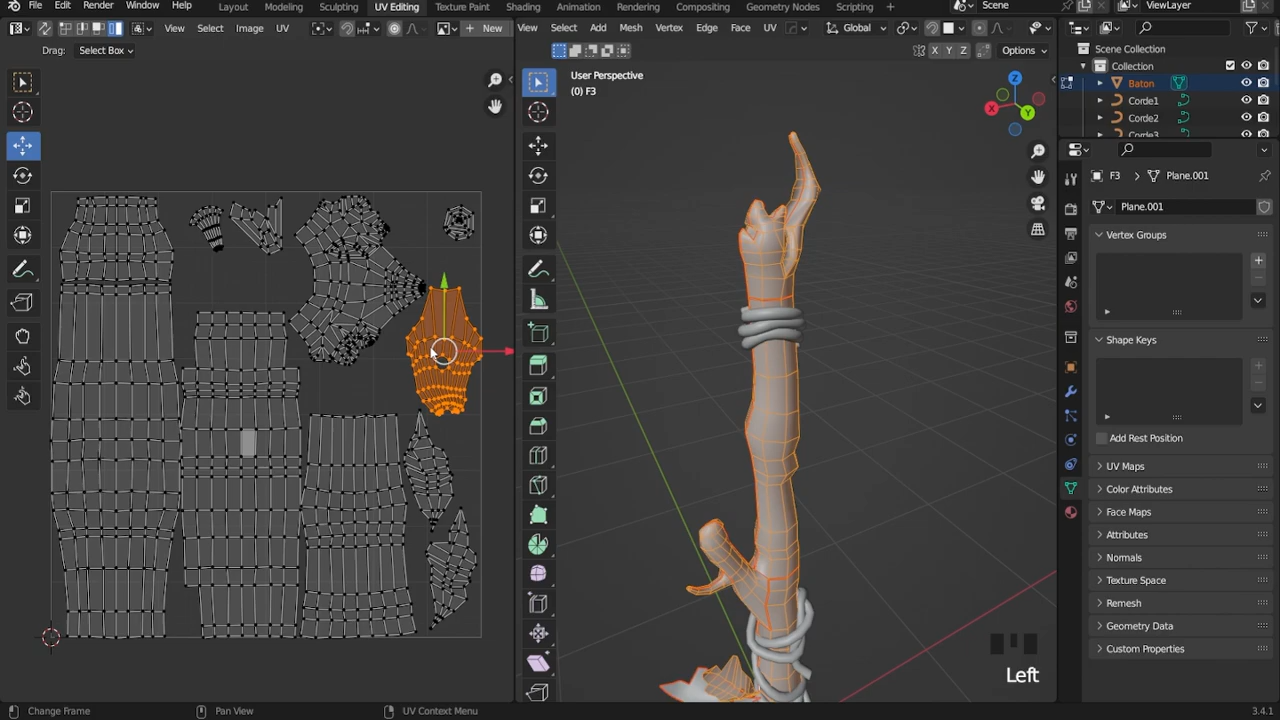 File Edit Render Window Help Layout Modeling Sculpting UV Editing Texture Paint Shading Animation Rendering Compositing Geometry Nodes Scripting + Scene ViewLayer
View Select Image UV + New View Select Add Mesh Vertex Edge Face UV Global
Drag: Select Box X Y Z Options
Scene Collection
Collection
Baton
Corde1
Corde2
Corde3
User Perspective
(0) F3
Z
X
Y
F3 > Plane.001
Plane.001
Vertex Groups
Shape Keys
Add Rest Position
UV Maps
Color Attributes
Face Maps
Attributes
Normals
Texture Space
Remesh
Geometry Data
Custom Properties
Left
Change Frame Pan View UV Context Menu 3.4.1